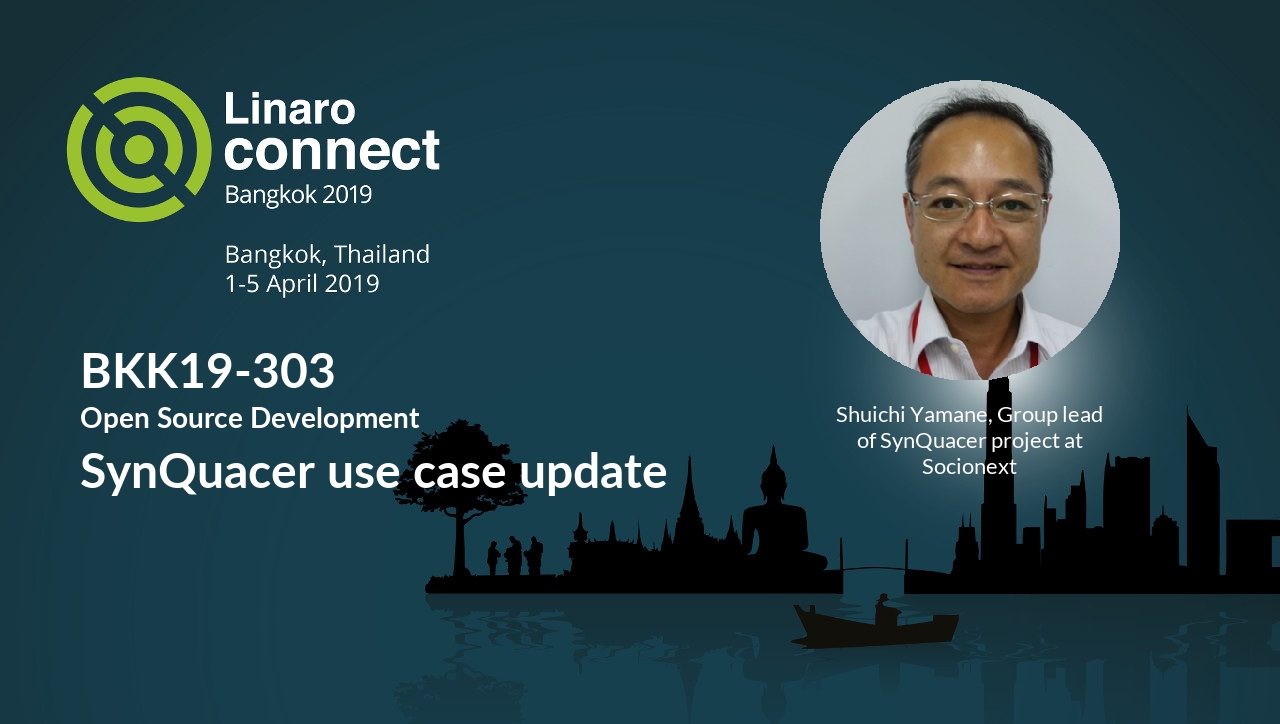 Linaro
connect
Bangkok 2019
Bangkok, Thailand
1-5 April 2019
BKK19-303
Open Source Development
SynQuacer use case update
Shuichi Yamane, Group lead
of SynQuacer project at
Socionext